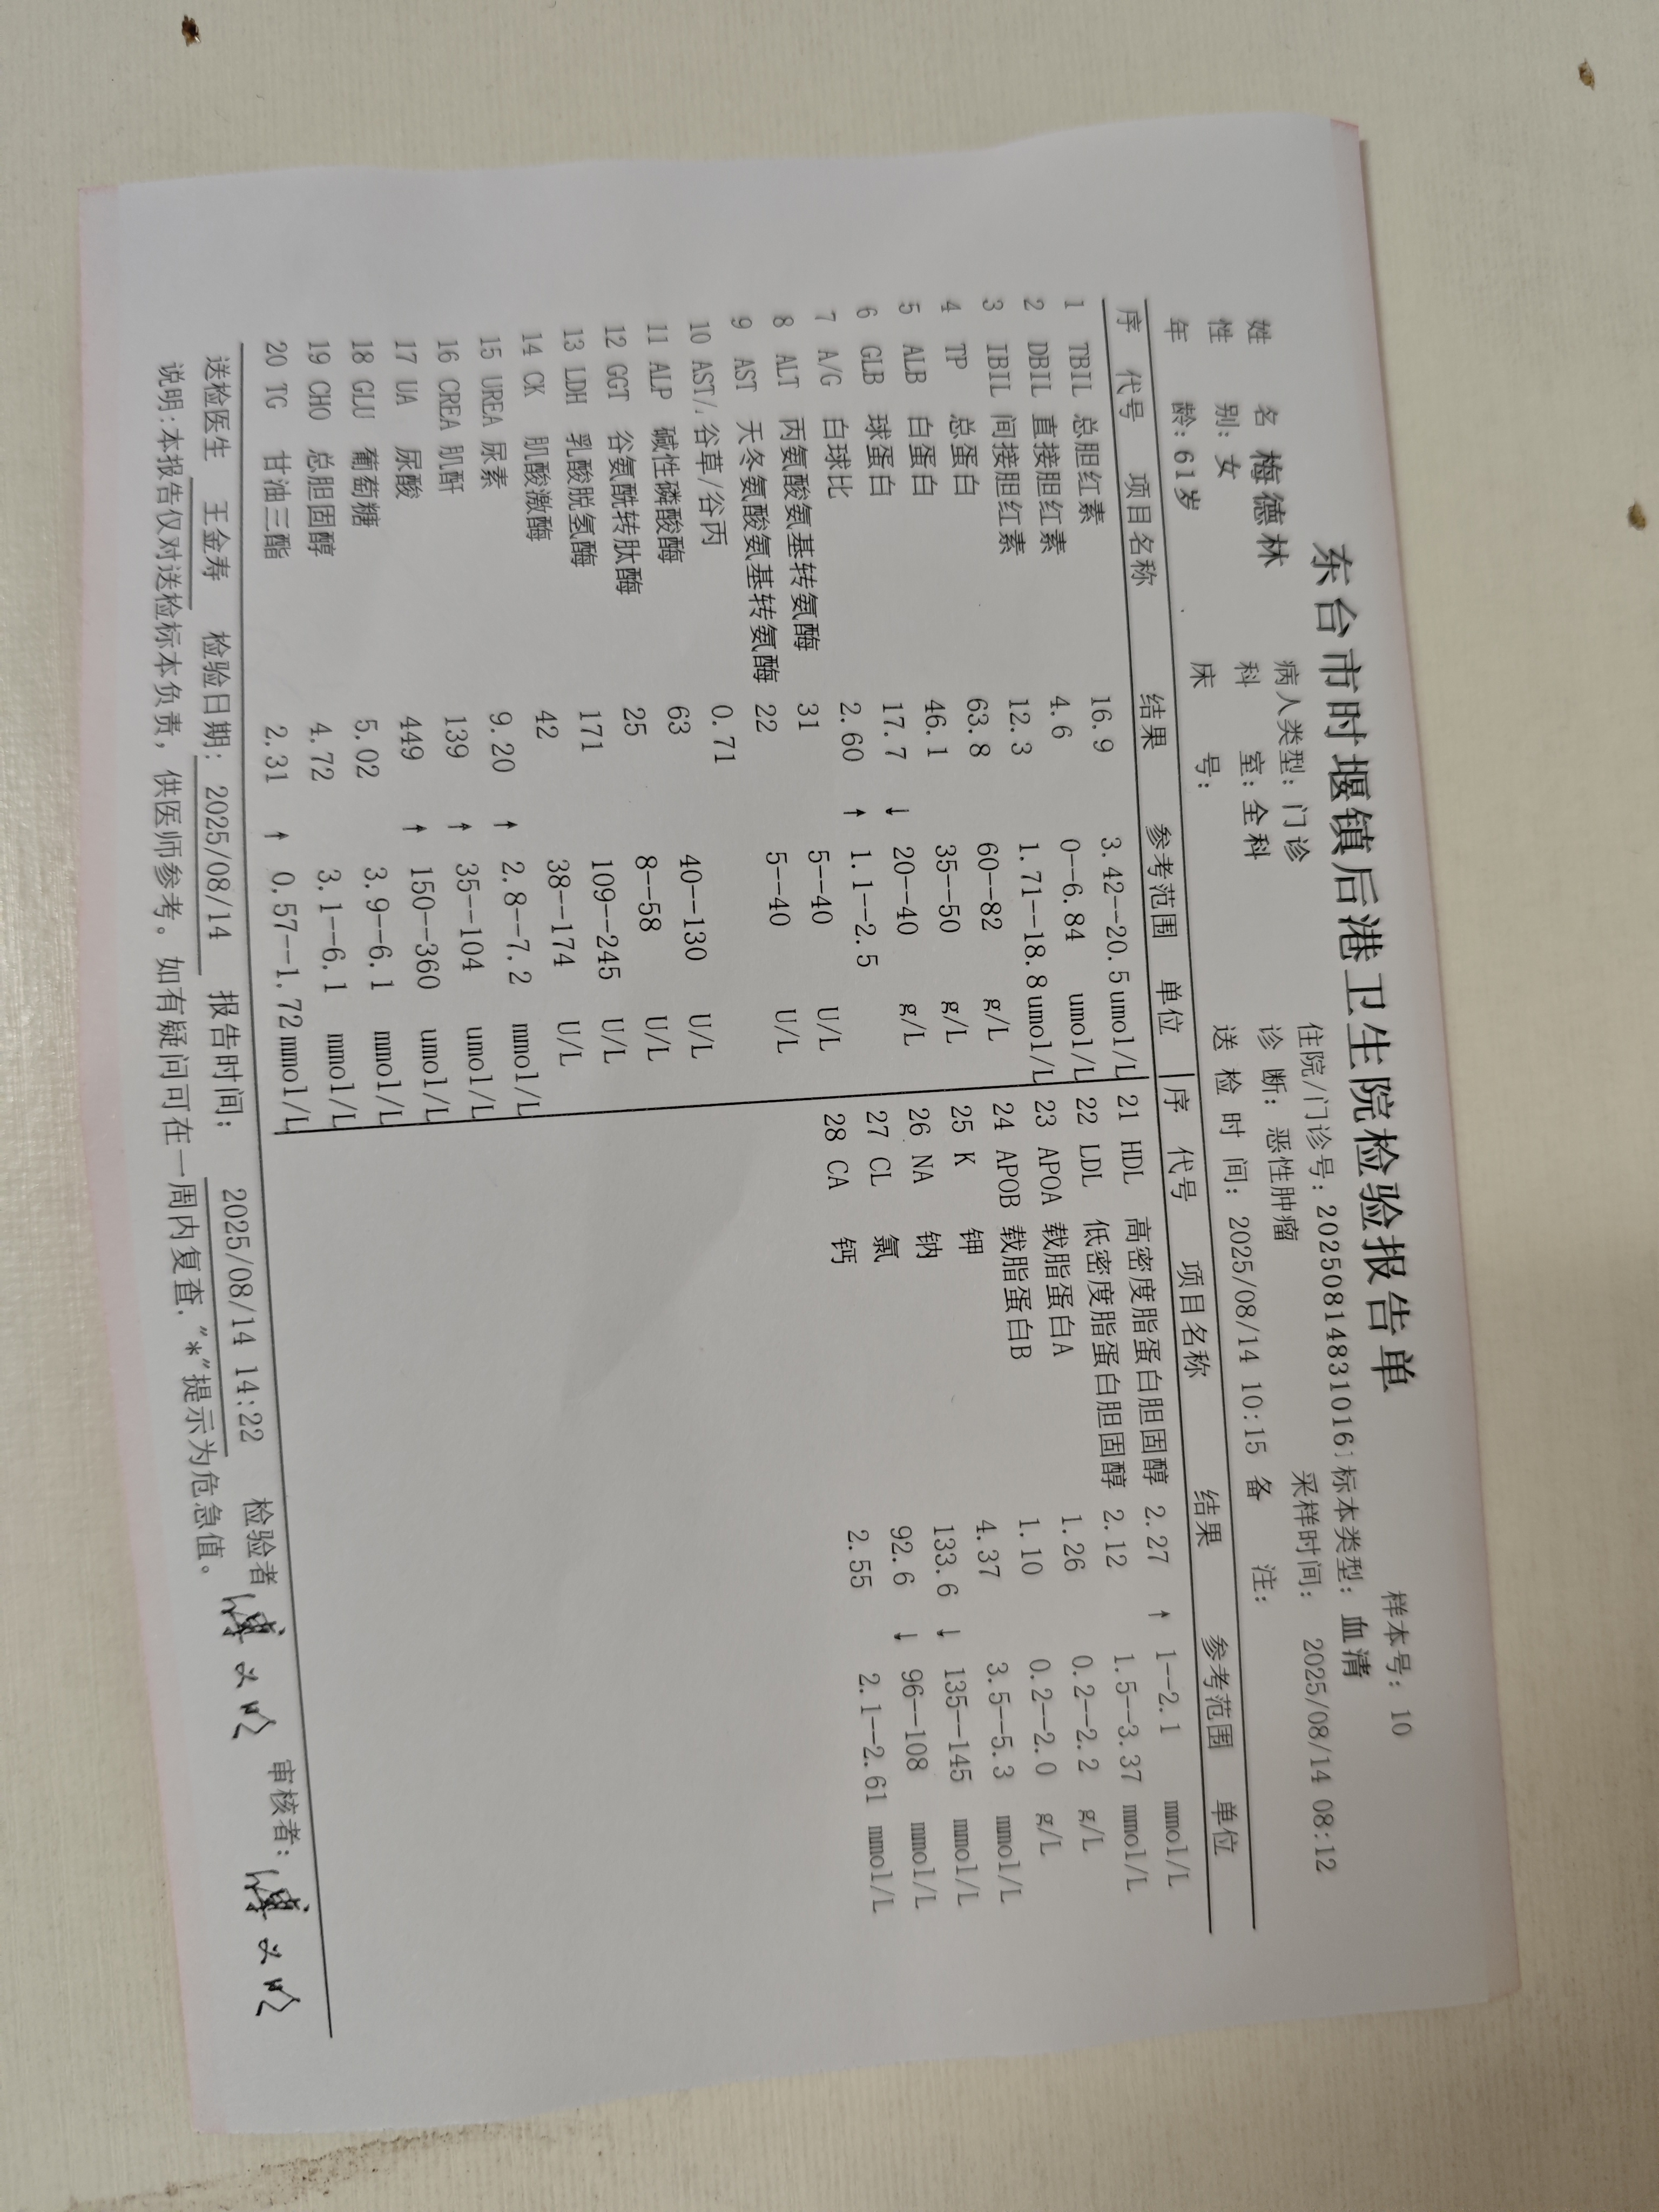 东台市时堰镇后港卫生院检验报告单
样本号: 10
姓 名 梅德林 病人类型: 门诊 住院/门诊号: 20250814831016 标本类型: 血清
性 别: 女 科 室: 全科 诊 断: 恶性肿瘤 采样时间: 2025/08/14 08:12
年 龄: 61岁 床 号: 送 检 时 间: 2025/08/14 10:15 备 注:
序 代号 项目名称 结果 参考范围 单位
1 TBIL 总胆红素 16.9 3.42--20.5 umol/L
2 DBIL 直接胆红素 4.6 0--6.84 umol/L
3 IBIL 间接胆红素 12.3 1.71--18.8 umol/L
4 TP 总蛋白 63.8 60--82 g/L
5 ALB 白蛋白 46.1 35--50 g/L
6 GLB 球蛋白 17.7 ↓ 20--40 g/L
7 A/G 白球比 2.60 ↑ 1.1--2.5
8 ALT 丙氨酸氨基转氨酶 31 5--40 U/L
9 AST 天冬氨酸氨基转氨酶 22 5--40 U/L
10 AST/ 谷草/谷丙 0.71
11 ALP 碱性磷酸酶 63 40--130 U/L
12 GGT 谷氨酰转肽酶 25 8--58 U/L
13 LDH 乳酸脱氢酶 171 109--245 U/L
14 CK 肌酸激酶 42 38--174 U/L
15 UREA 尿素 9.20 ↑ 2.8--7.2 mmol/L
16 CREA 肌酐 139 ↑ 35--104 umol/L
17 UA 尿酸 449 ↑ 150--360 umol/L
18 GLU 葡萄糖 5.02 3.9--6.1 mmol/L
19 CHO 总胆固醇 4.72 3.1--6.1 mmol/L
20 TG 甘油三酯 2.31 ↑ 0.57--1.72 mmol/L
序 代号 项目名称 结果 参考范围 单位
21 HDL 高密度脂蛋白胆固醇 2.27 ↑ 1--2.1 mmol/L
22 LDL 低密度脂蛋白胆固醇 2.12 1.5--3.37 mmol/L
23 APOA 载脂蛋白A 1.26 0.2--2.2 g/L
24 APOB 载脂蛋白B 1.10 0.2--2.0 g/L
25 K 钾 4.37 3.5--5.3 mmol/L
26 NA 钠 133.6 ↓ 135--145 mmol/L
27 CL 氯 92.6 ↓ 96--108 mmol/L
28 CA 钙 2.55 2.1--2.61 mmol/L
送检医生 王金寿 检验日期: 2025/08/14 报告时间: 2025/08/14 14:22 检验者 审核者:
说明:本报告仅对送检标本负责，供医师参考。如有疑问可在一周内复查,"*"提示为危急值。